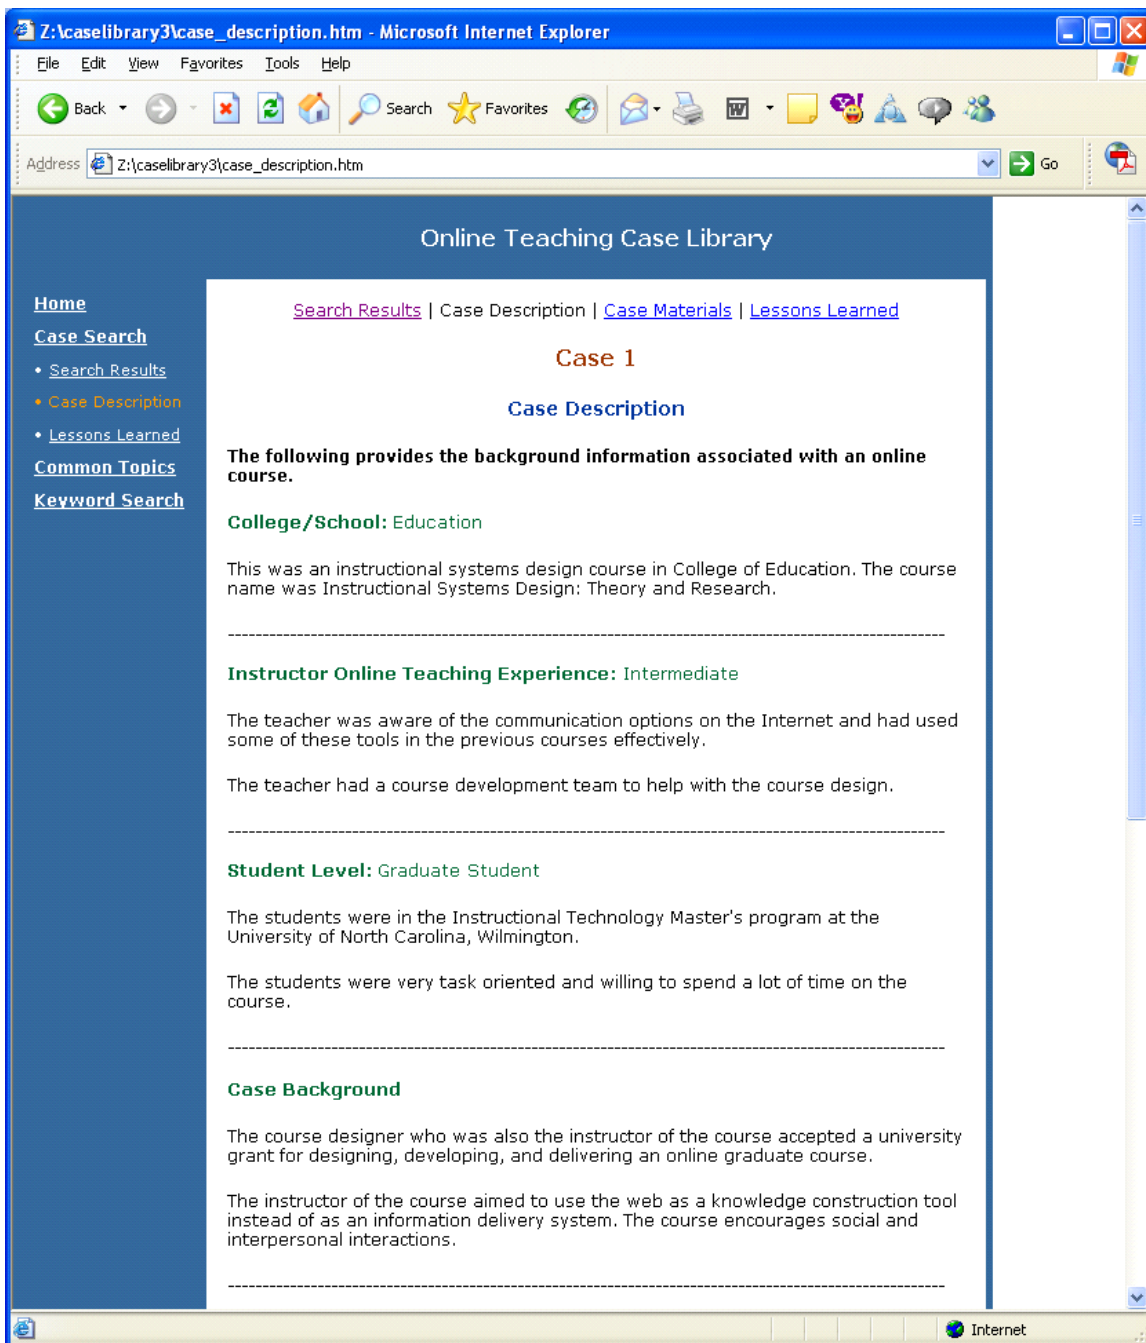 Z:\caselibrary3\case_description.htm - Microsoft Internet Explorer
File Edit View Favorites Tools Help
Back Search Favorites
Address Z:\caselibrary3\case_description.htm Go
Online Teaching Case Library
Home
Case Search
• Search Results
• Case Description
• Lessons Learned
Common Topics
Keyword Search
Search Results | Case Description | Case Materials | Lessons Learned
Case 1
Case Description
The following provides the background information associated with an online
course.
College/School: Education
This was an instructional systems design course in College of Education. The course
name was Instructional Systems Design: Theory and Research.
--------------------------------------------------------------------------------------------------------
Instructor Online Teaching Experience: Intermediate
The teacher was aware of the communication options on the Internet and had used
some of these tools in the previous courses effectively.
The teacher had a course development team to help with the course design.
--------------------------------------------------------------------------------------------------------
Student Level: Graduate Student
The students were in the Instructional Technology Master's program at the
University of North Carolina, Wilmington.
The students were very task oriented and willing to spend a lot of time on the
course.
--------------------------------------------------------------------------------------------------------
Case Background
The course designer who was also the instructor of the course accepted a university
grant for designing, developing, and delivering an online graduate course.
The instructor of the course aimed to use the web as a knowledge construction tool
instead of as an information delivery system. The course encourages social and
interpersonal interactions.
--------------------------------------------------------------------------------------------------------
Internet